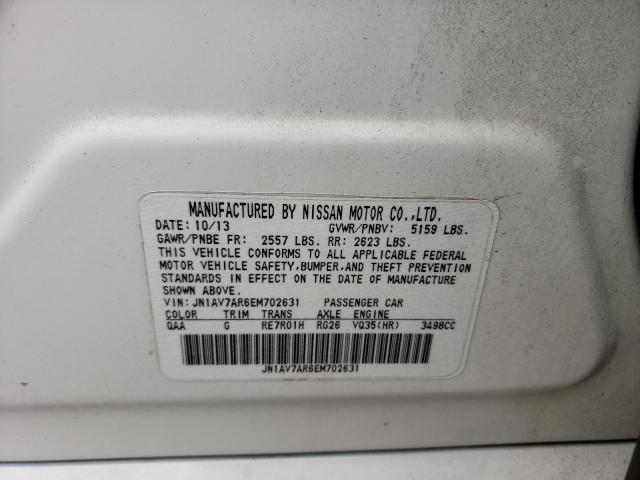 MANUFACTURED BY NISSAN MOTOR CO.,LTD.
DATE: 10/13 GVWR/PNBV: 5159 LBS.
GAWR/PNBE FR: 2557 LBS. RR: 2623 LBS.
THIS VEHICLE CONFORMS TO ALL APPLICABLE FEDERAL
MOTOR VEHICLE SAFETY,BUMPER,AND THEFT PREVENTION
STANDARDS IN EFFECT ON THE DATE OF MANUFACTURE
SHOWN ABOVE.
VIN: JN1AV7AR6EM702631 PASSENGER CAR
COLOR TRIM TRANS AXLE ENGINE
QAA G RE7R01H RG26 VQ35(HR) 3498CC
JN1AV7AR6EM702631